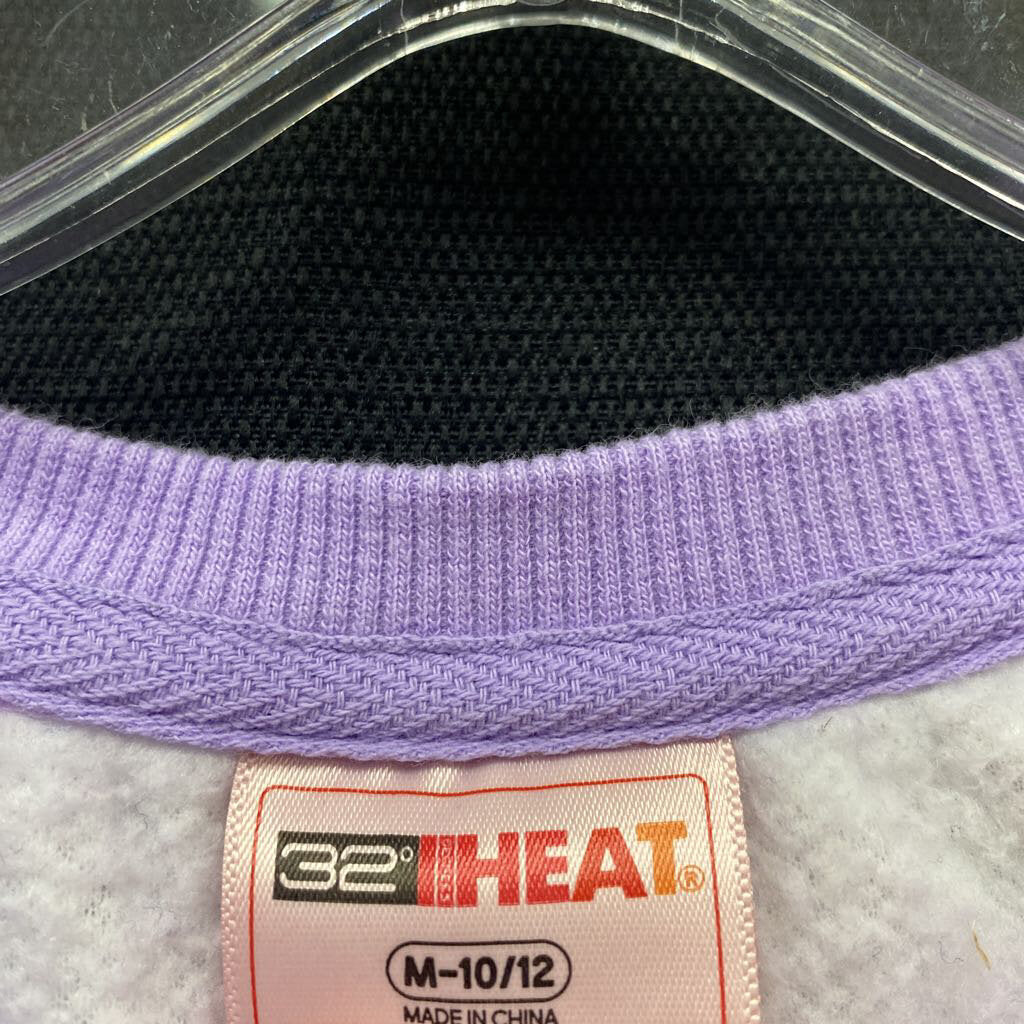 32° HEAT®
M-10/12
MADE IN CHINA